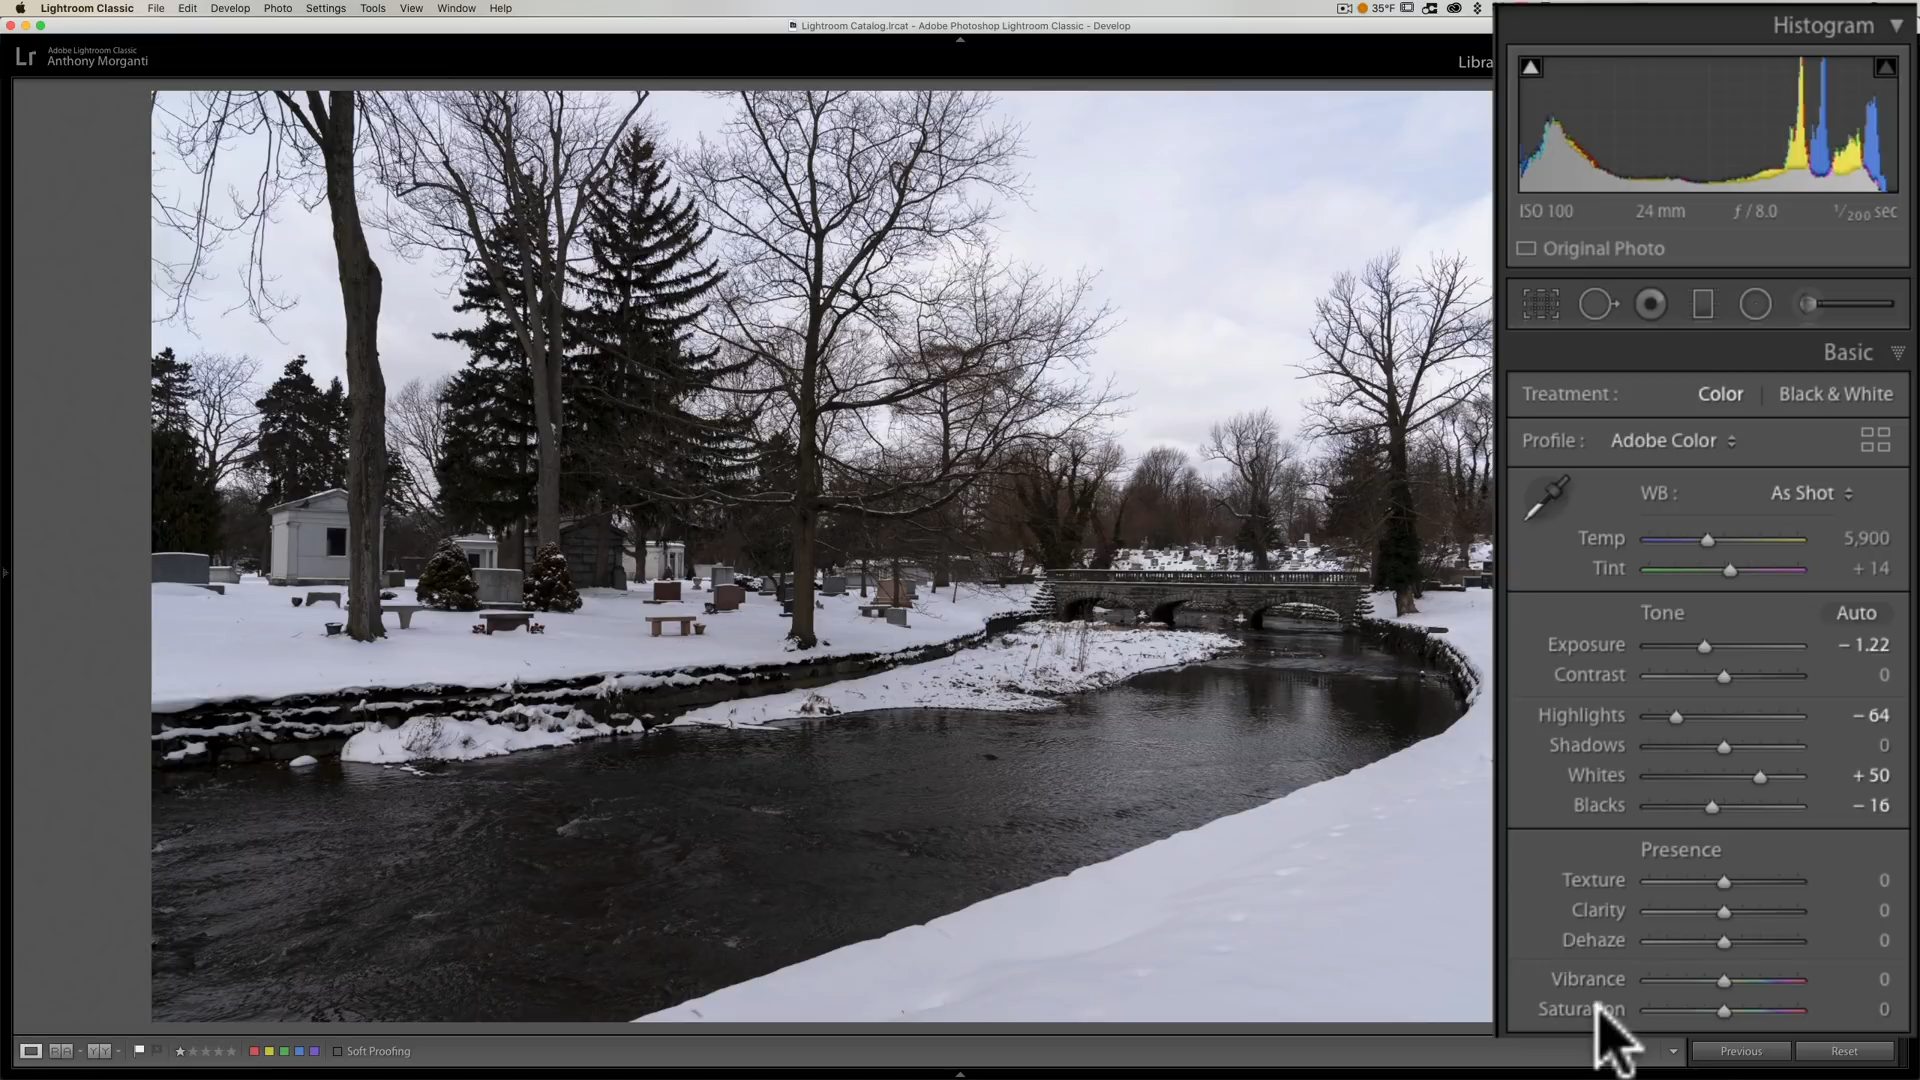 Lightroom Classic File Edit Develop Photo Settings Tools View Window Help 35°F
Lightroom Catalog.lrcat - Adobe Photoshop Lightroom Classic - Develop
Lr Adobe Lightroom Classic
Anthony Morganti
Libra
Histogram
ISO 100 24 mm ƒ / 8.0 1/200 sec
Original Photo
Basic
Treatment : Color Black & White
Profile : Adobe Color
WB : As Shot
Temp 5,900
Tint + 14
Tone Auto
Exposure − 1.22
Contrast 0
Highlights − 64
Shadows 0
Whites + 50
Blacks − 16
Presence
Texture 0
Clarity 0
Dehaze 0
Vibrance 0
Saturation 0
RA YY Soft Proofing Previous Reset